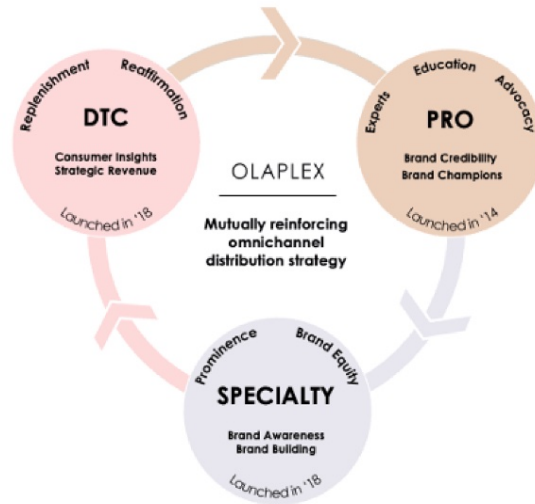 Replenishment
Reaffirmation
DTC
Consumer Insights
Strategic Revenue
Launched in ‘18
Experts
Education
Advocacy
PRO
Brand Credibility
Brand Champions
Launched in ‘14
OLAPLEX
Mutually reinforcing
omnichannel
distribution strategy
Prominence
Brand Equity
SPECIALTY
Brand Awareness
Brand Building
Launched in ‘18